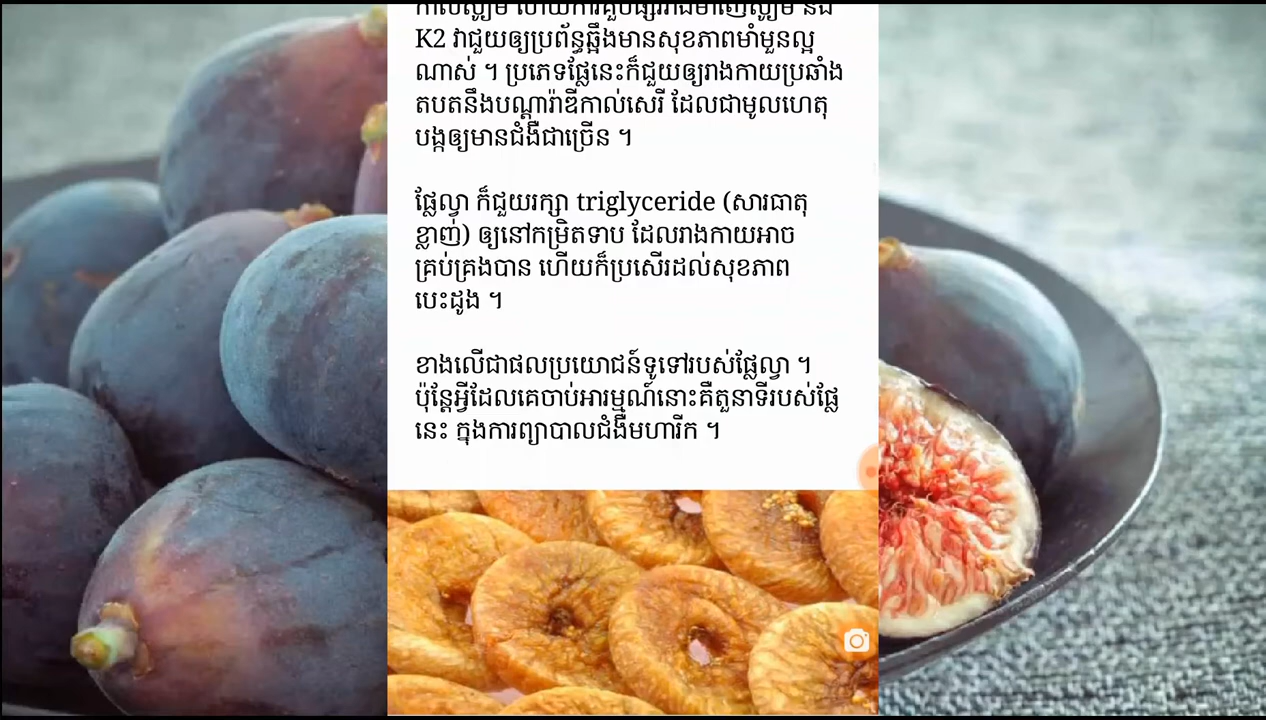 K2 វាជួយឲ្យប្រព័ន្ធឆ្អឹងមានសុខភាពមាំមួនល្អ
ណាស់ ។ ប្រភេទផ្លែនេះក៏ជួយឲ្យរាងកាយប្រឆាំង
តបតនឹងបណ្តារ៉ាឌីកាល់សេរី ដែលជាមូលហេតុ
បង្កឲ្យមានជំងឺជាច្រើន ។
ផ្លែល្វា ក៏ជួយរក្សា triglyceride (សារធាតុ
ខ្លាញ់) ឲ្យនៅកម្រិតទាប ដែលរាងកាយអាច
គ្រប់គ្រងបាន ហើយក៏ប្រសើរដល់សុខភាព
បេះដូង ។
ខាងលើជាផលប្រយោជន៍ទូទៅរបស់ផ្លែល្វា ។
ប៉ុន្តែអ្វីដែលគេចាប់អារម្មណ៍នោះគឺតួនាទីរបស់ផ្លែ
នេះ ក្នុងការព្យាបាលជំងឺមហារីក ។